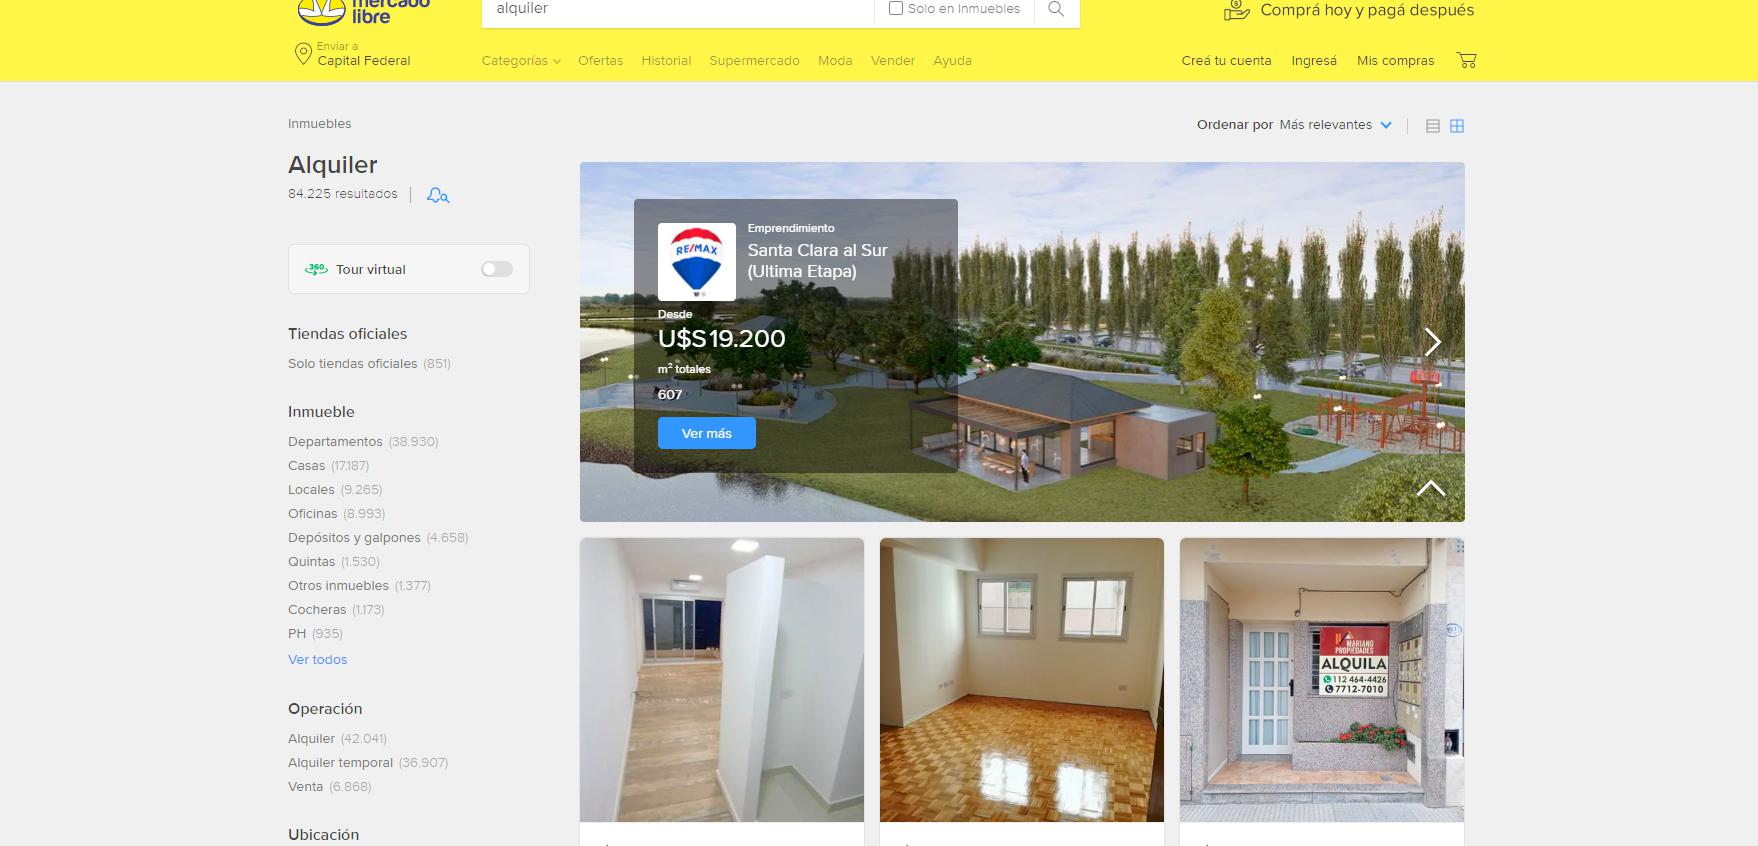 mercado
libre
alquiler
Solo en Inmuebles
Comprá hoy y pagá después
Enviar a
Capital Federal
Categorías
Ofertas
Historial
Supermercado
Moda
Vender
Ayuda
Creá tu cuenta
Ingresá
Mis compras
Inmuebles
Ordenar por Más relevantes
Alquiler
84.225 resultados
360 Tour virtual
Tiendas oficiales
Solo tiendas oficiales (851)
Inmueble
Departamentos (38.930)
Casas (17.187)
Locales (9.265)
Oficinas (8.993)
Depósitos y galpones (4.658)
Quintas (1.530)
Otros inmuebles (1.377)
Cocheras (1.173)
PH (935)
Ver todos
Operación
Alquiler (42.041)
Alquiler temporal (36.907)
Venta (6.868)
Ubicación
RE/MAX
Emprendimiento
Santa Clara al Sur
(Ultima Etapa)
Desde
U$S19.200
m² totales
607
Ver más
MARIANO
PROPIEDADES
ALQUILA
112 464-4426
7712-7010